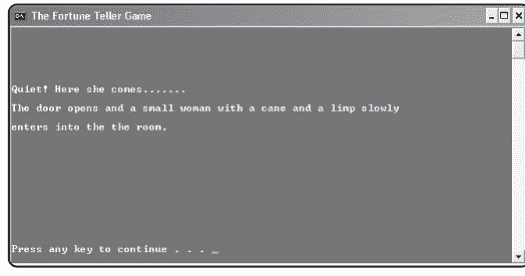 The Fortune Teller Game
Quiet! Here she comes.......
The door opens and a small woman with a cane and a limp slowly
enters into the the room.
Press any key to continue . . . _